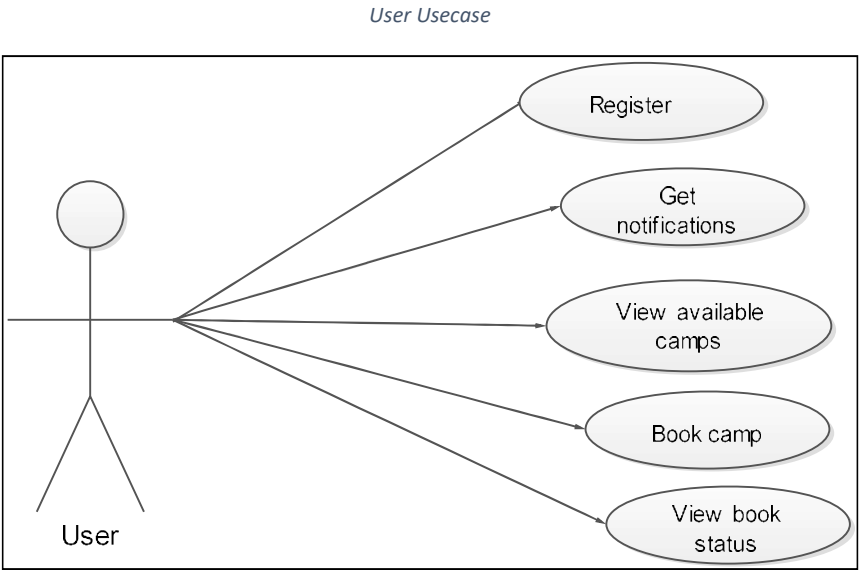 User Usecase
Register
Get
notifications
View available
camps
Book camp
View book
status
User